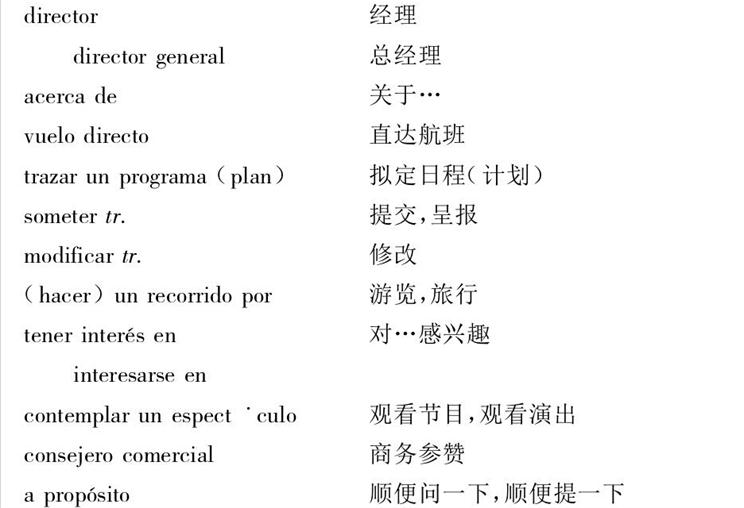 director 经理
director general 总经理
acerca de 关于…
vuelo directo 直达航班
trazar un programa（plan） 拟定日程（计划）
someter tr. 提交，呈报
modificar tr. 修改
（hacer）un recorrido por 游览，旅行
tener interés en 对…感兴趣
interesarse en
contemplar un espect ˙culo 观看节目，观看演出
consejero comercial 商务参赞
a propósito 顺便问一下，顺便提一下